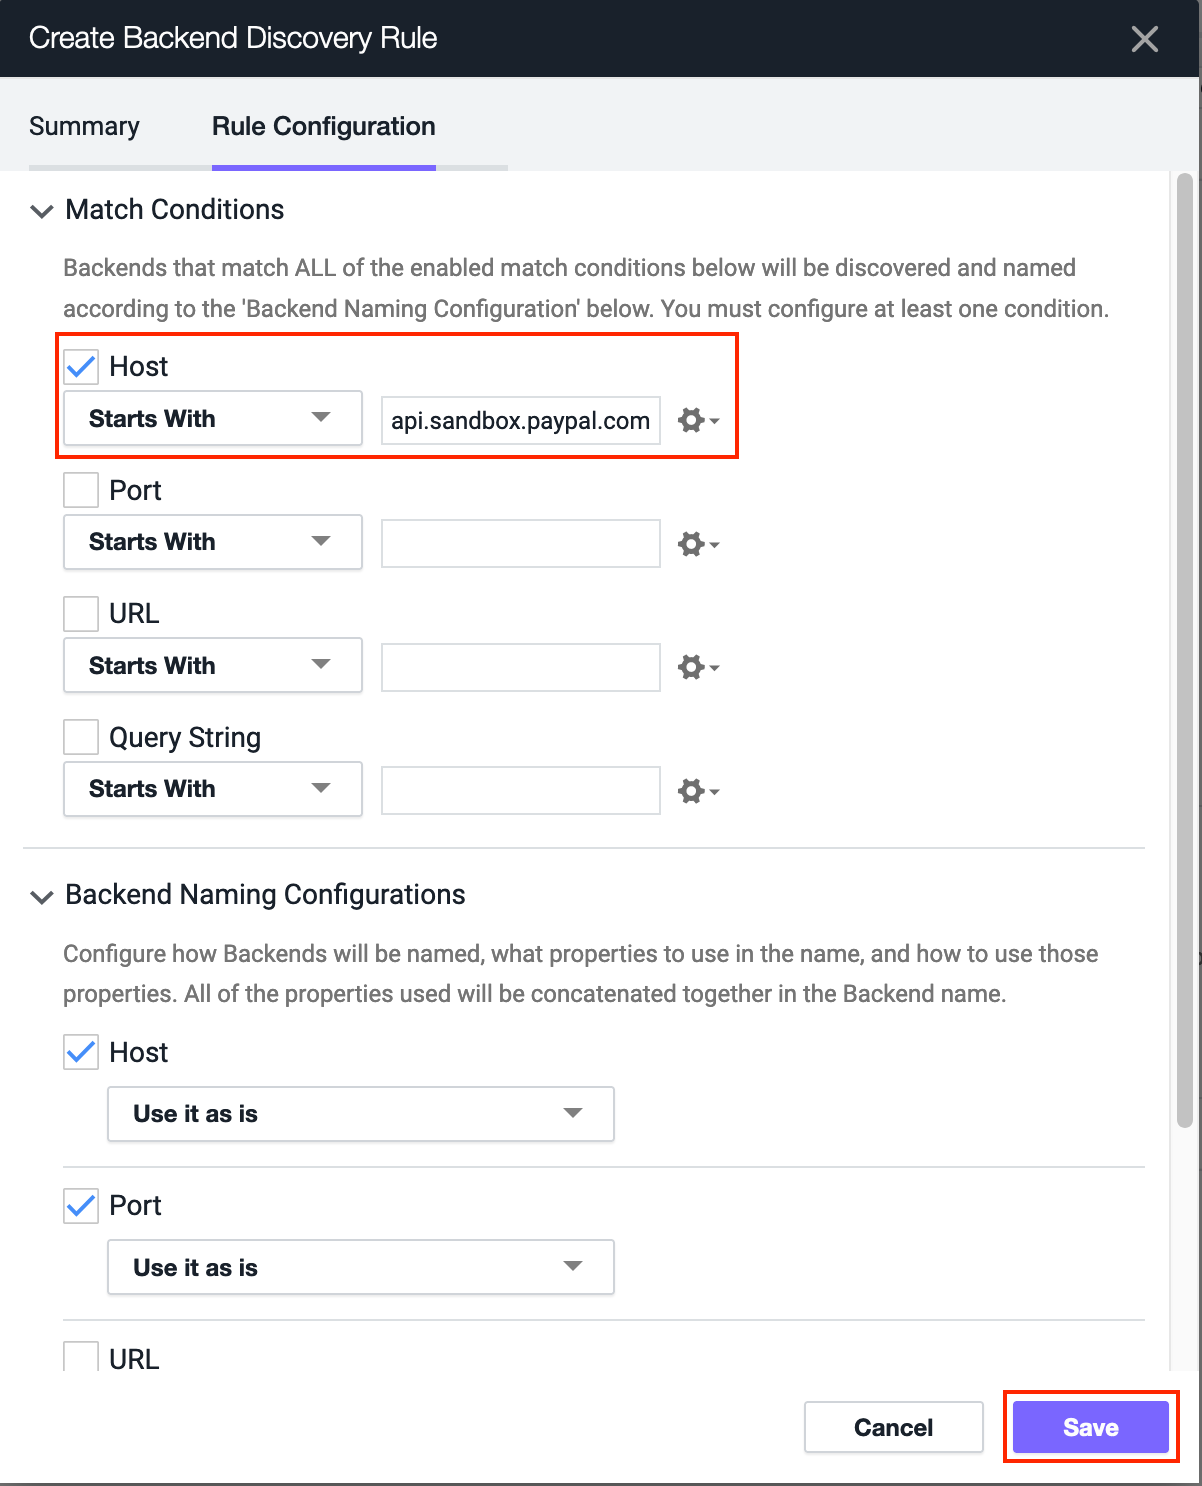 Create Backend Discovery Rule
Summary
Rule Configuration
Match Conditions
Backends that match ALL of the enabled match conditions below will be discovered and named
according to the 'Backend Naming Configuration' below. You must configure at least one condition.
Host
Starts With
api.sandbox.paypal.com
Port
Starts With
URL
Starts With
Query String
Starts With
Backend Naming Configurations
Configure how Backends will be named, what properties to use in the name, and how to use those
properties. All of the properties used will be concatenated together in the Backend name.
Host
Use it as is
Port
Use it as is
URL
Cancel
Save